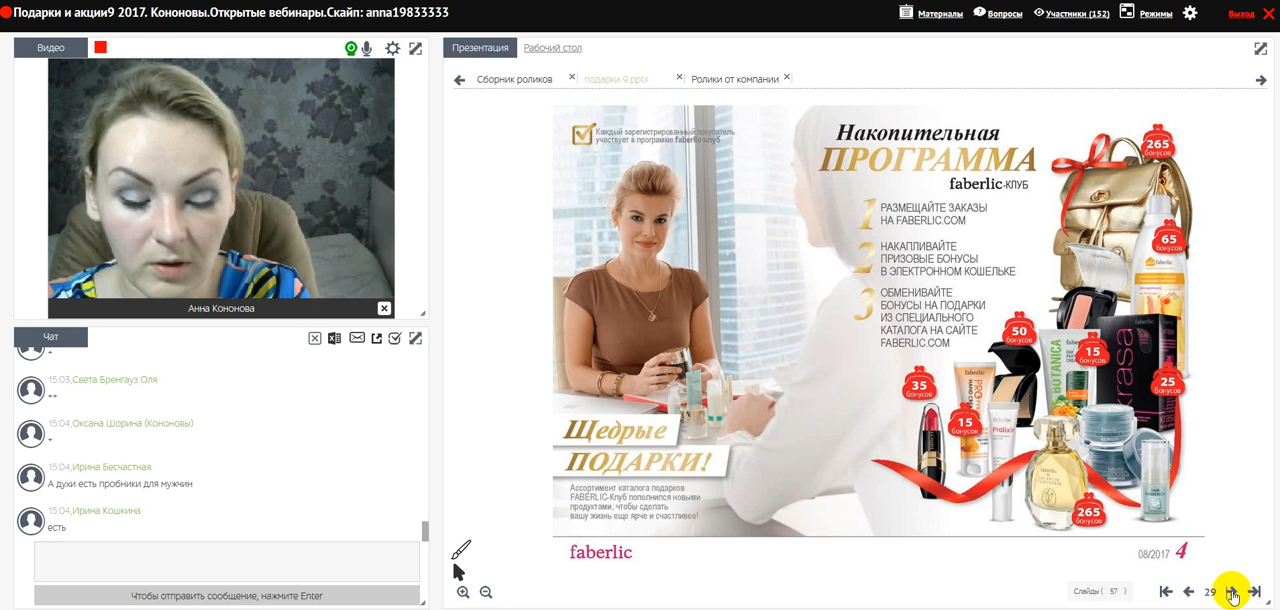 Подарки и акции9 2017. Кононовы.Открытые вебинары.Скайп: anna19833333
Материалы
Вопросы
Участники (152)
Режимы
Выход
Видео
Анна Кононова
Чат
+
15:03,Света Бренгауз Оля
++
15:04,Оксана Шорина (Кононовы)
+
15:04,Ирина Бесчастная
А духи есть пробники для мужчин
15:04,Ирина Кошкина
есть
Чтобы отправить сообщение, нажмите Enter
Презентация
Рабочий стол
Сборник роликов
подарки 9.pptx
Ролики от компании
Каждый зарегистрированный покупатель
участвует в программе faberlic-клуб
Накопительная
ПРОГРАММА
faberlic-КЛУБ
1 РАЗМЕЩАЙТЕ ЗАКАЗЫ
НА FABERLIC.COM
2 НАКАПЛИВАЙТЕ
ПРИЗОВЫЕ БОНУСЫ
В ЭЛЕКТРОННОМ КОШЕЛЬКЕ
3 ОБМЕНИВАЙТЕ
БОНУСЫ НА ПОДАРКИ
ИЗ СПЕЦИАЛЬНОГО
КАТАЛОГА НА САЙТЕ
FABERLIC.COM
265
бонусов
65
бонусов
50
бонусов
15
бонусов
25
бонусов
35
бонусов
15
бонусов
265
бонусов
BOTANICA
krasa
Prolixir
Щедрые
ПОДАРКИ!
Ассортимент каталога подарков
FABERLIC-Клуб пополнился новыми
продуктами, чтобы сделать
вашу жизнь еще ярче и счастливее!
faberlic
08/2017 4
Слайды ( 57 )
29